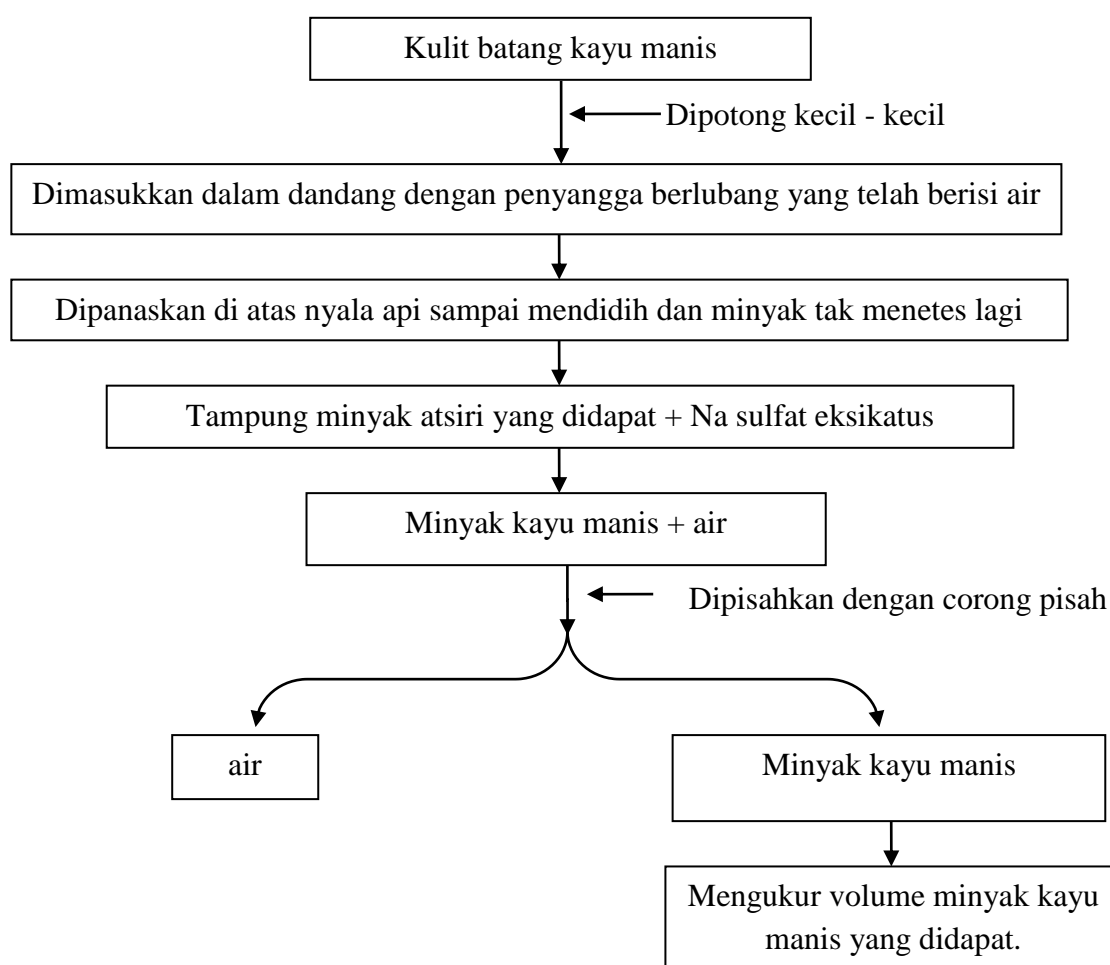 Kulit batang kayu manis
Dipotong kecil - kecil
Dimasukkan dalam dandang dengan penyangga berlubang yang telah berisi air
Dipanaskan di atas nyala api sampai mendidih dan minyak tak menetes lagi
Tampung minyak atsiri yang didapat + Na sulfat eksikatus
Minyak kayu manis + air
Dipisahkan dengan corong pisah
air
Minyak kayu manis
Mengukur volume minyak kayu
manis yang didapat.